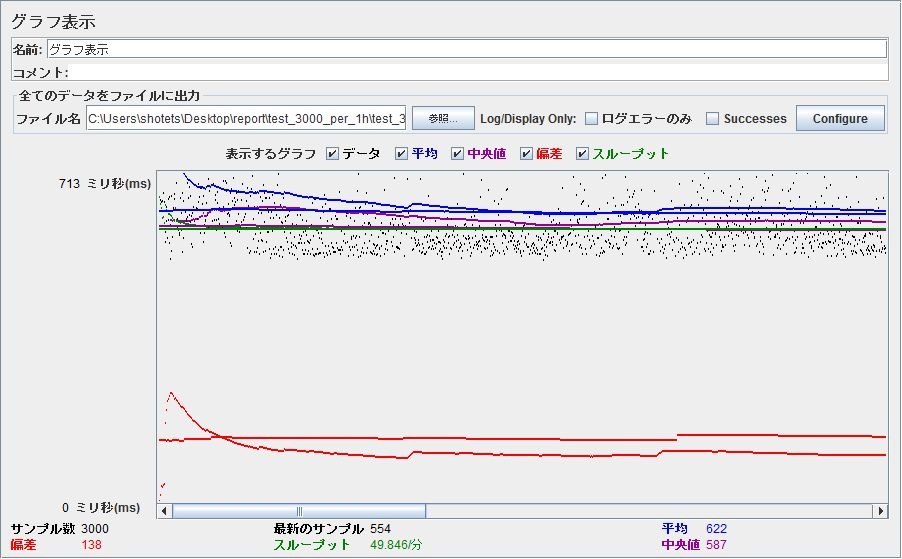 グラフ表示
名前: グラフ表示
コメント:
全てのデータをファイルに出力
ファイル名 C:\Users\shotets\Desktop\report\test_3000_per_1h\test_3 参照... Log/Display Only: ログエラーのみ Successes Configure
表示するグラフ データ 平均 中央値 偏差 スループット
713 ミリ秒(ms)
0 ミリ秒(ms)
サンプル数 3000 最新のサンプル 554 平均 622
偏差 138 スループット 49.846/分 中央値 587